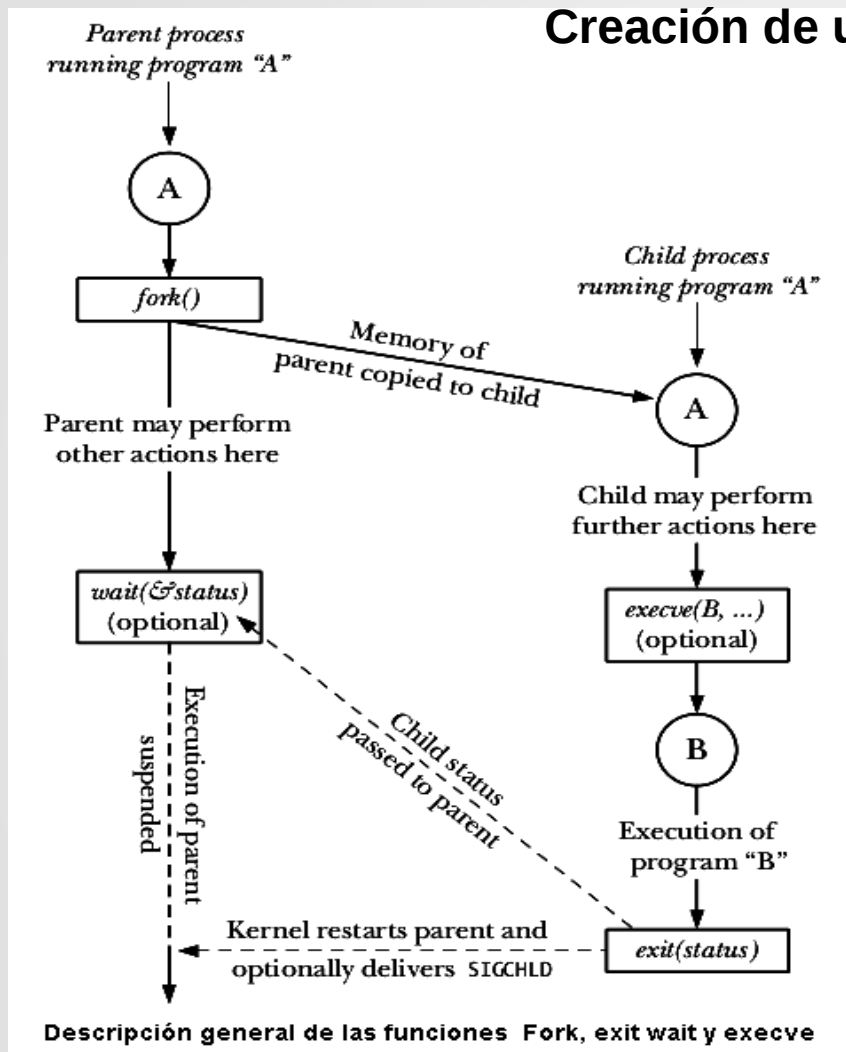 Creación de u
Parent process
running program “A”
A
fork()
Child process
running program “A”
Memory of
parent copied to child
A
Parent may perform
other actions here
Child may perform
further actions here
wait(&status)
(optional)
execve(B, ...)
(optional)
Execution of parent
suspended
Child status
passed to parent
B
Execution of
program “B”
Kernel restarts parent and
optionally delivers SIGCHLD
exit(status)
Descripción general de las funciones Fork, exit wait y execve